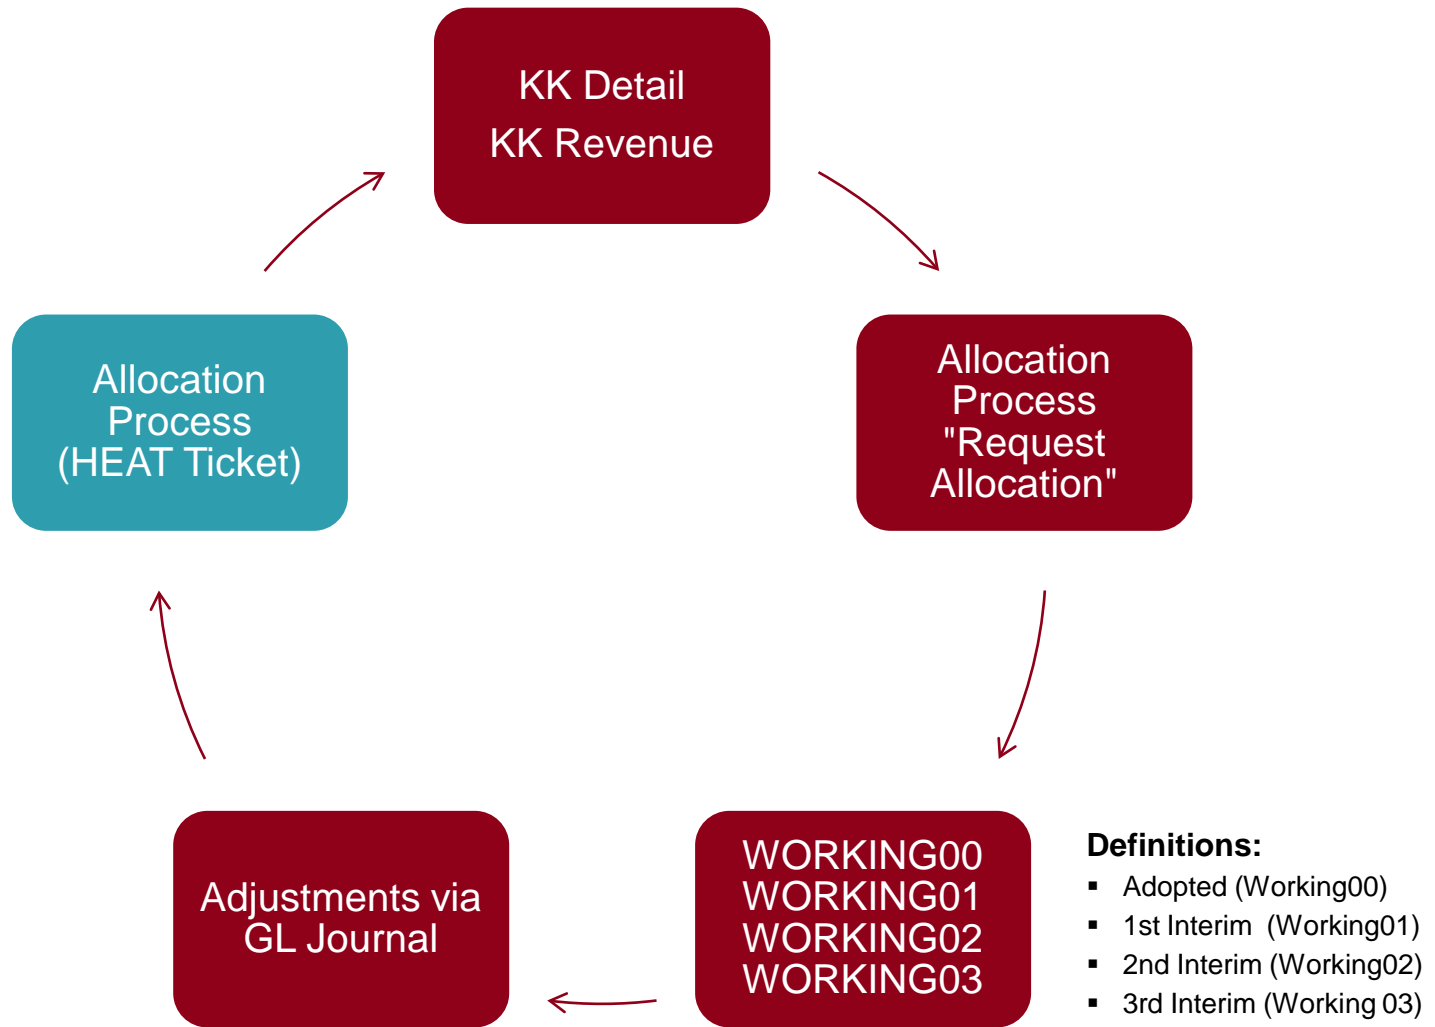 KK Detail
KK Revenue
Allocation
Process
(HEAT Ticket)
Allocation
Process
"Request
Allocation"
Adjustments via
GL Journal
WORKING00
WORKING01
WORKING02
WORKING03
Definitions:
▪ Adopted (Working00)
▪ 1st Interim (Working01)
▪ 2nd Interim (Working02)
▪ 3rd Interim (Working 03)